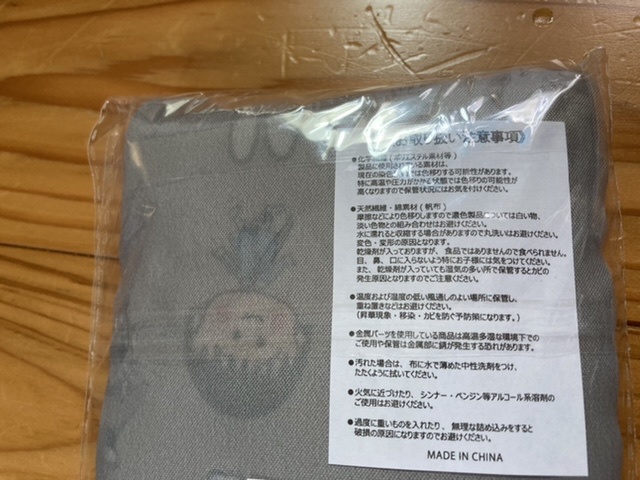 お取り扱い注意事項》
●化学繊維(ポリエステル素材等)
製品に使用されている素材は、
現在の染色 では色移りする可能性があります。
特に高温や圧力がかかる状態では色移りの可能性が
高くなりますので保管状況にはお気を付けください。
●天然繊維・綿素材(帆布)
摩擦などにより色移りしますので濃色製品については白い物、
淡い色物との組み合わせはお避けください。
水に濡れると収縮する場合がありますので丸洗いはお避けください。
変色・変形の原因となります。
乾燥剤が入っておりますが、食品ではありませんので食べられません。
目、鼻、口に入らないよう特にお子様には気をつけてください。
また、乾燥剤が入っていても湿気の多い所で保管するとカビの
発生原因となりますのでご注意ください。
●温度および湿度の低い風通しのよい場所に保管し、
重ね置きなどはお避けください。
(昇華現象・移染・カビを防ぐ予防策になります。)
●金属パーツを使用している商品は高温多湿な環境下での
ご使用や保管は金属部に錆が発生する恐れがあります。
●汚れた場合は、布に水で薄めた中性洗剤をつけ、
たたくように拭いてください。
●火気に近づけたり、シンナー・ベンジン等アルコール系溶剤の
ご使用はお避けください。
●過度に重いものを入れたり、無理な詰め込みをすると
破損の原因になりますのでお避けください。
MADE IN CHINA